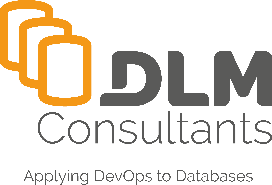 DLM
Consultants
Applying DevOps to Databases